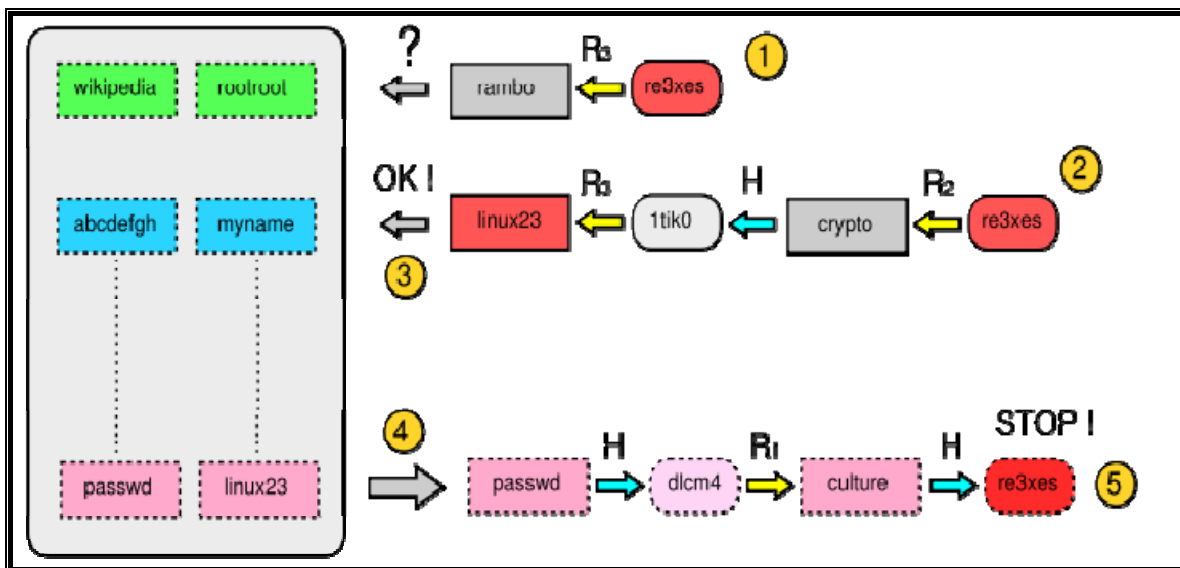 wikipedia rootroot ? rambo R3 re3xes 1
abcdefgh myname OK! linux23 R3 1tik0 H crypto R2 re3xes 2
3
passwd linux23 4 passwd H dlcm4 R1 culture H re3xes STOP! 5